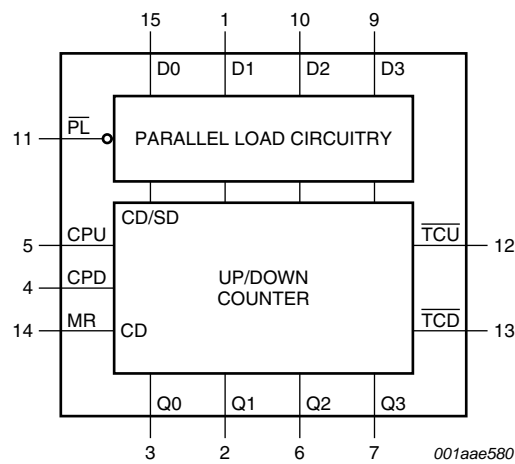 15 1 10 9
D0 D1 D2 D3
11 PL PARALLEL LOAD CIRCUITRY
CD/SD
5 CPU TCU 12
4 CPD UP/DOWN
COUNTER
14 MR CD TCD 13
Q0 Q1 Q2 Q3
3 2 6 7 001aae580